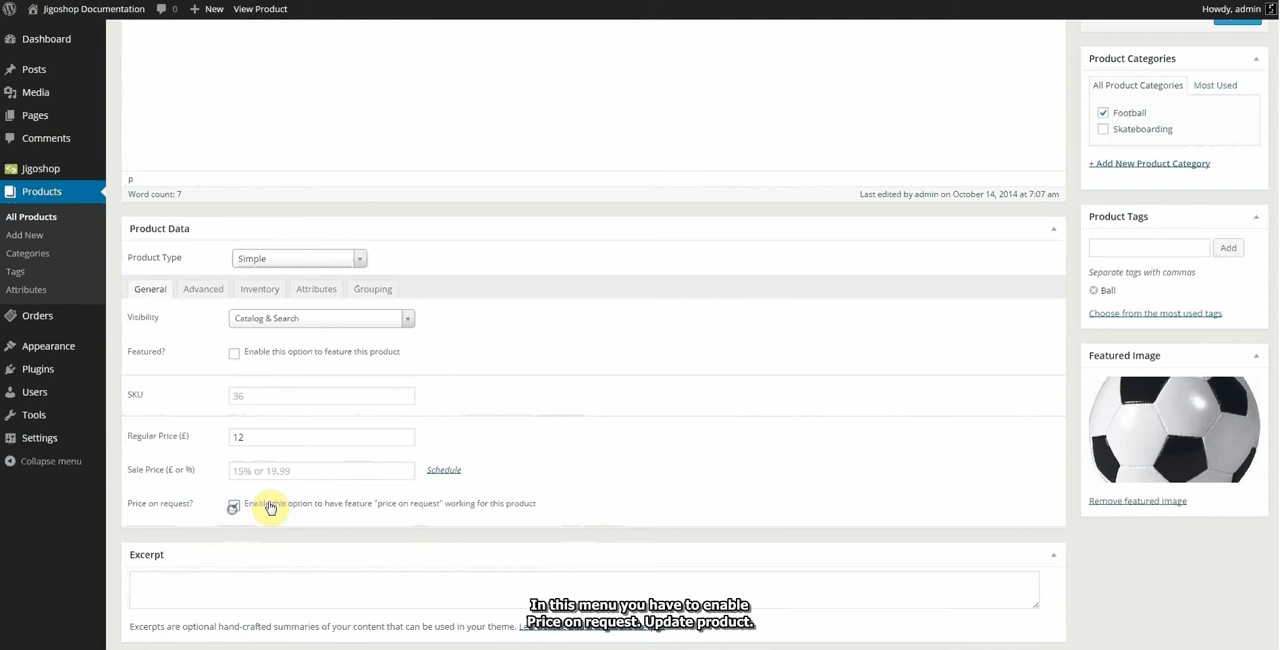 Jigoshop Documentation 0 New View Product Howdy, admin
Dashboard
Posts
Media
Pages
Comments
Jigoshop
Products
All Products
Add New
Categories
Tags
Attributes
Orders
Appearance
Plugins
Users
Tools
Settings
Collapse menu
p
Word count: 7 Last edited by admin on October 14, 2014 at 7:07 am
Product Data
Product Type Simple
General Advanced Inventory Attributes Grouping
Visibility Catalog & Search
Featured? Enable this option to feature this product
SKU 36
Regular Price (£) 12
Sale Price (£ or %) 15% or 19.99 Schedule
Price on request? Enable this option to have feature "price on request" working for this product
Excerpt
Excerpts are optional hand-crafted summaries of your content that can be used in your theme.
In this menu you have to enable
Price on request. Update product.
Product Categories
All Product Categories Most Used
Football
Skateboarding
+ Add New Product Category
Product Tags
Add
Separate tags with commas
Ball
Choose from the most used tags
Featured Image
Remove featured image